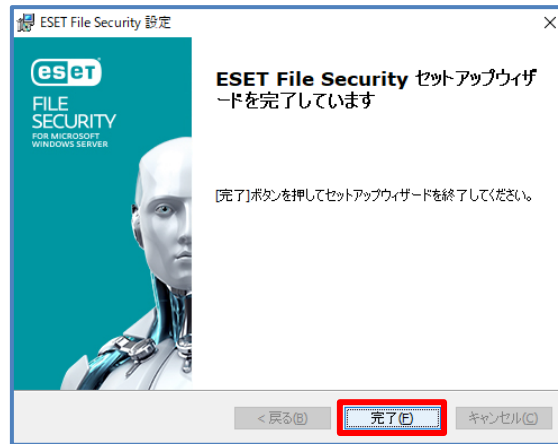 ESET File Security 設定
eseT
FILE
SECURITY
FOR MICROSOFT
WINDOWS SERVER
ESET File Security セットアップウィザ
ードを完了しています
[完了]ボタンを押してセットアップウィザードを終了してください。
< 戻る(B)
完了(F)
キャンセル(C)